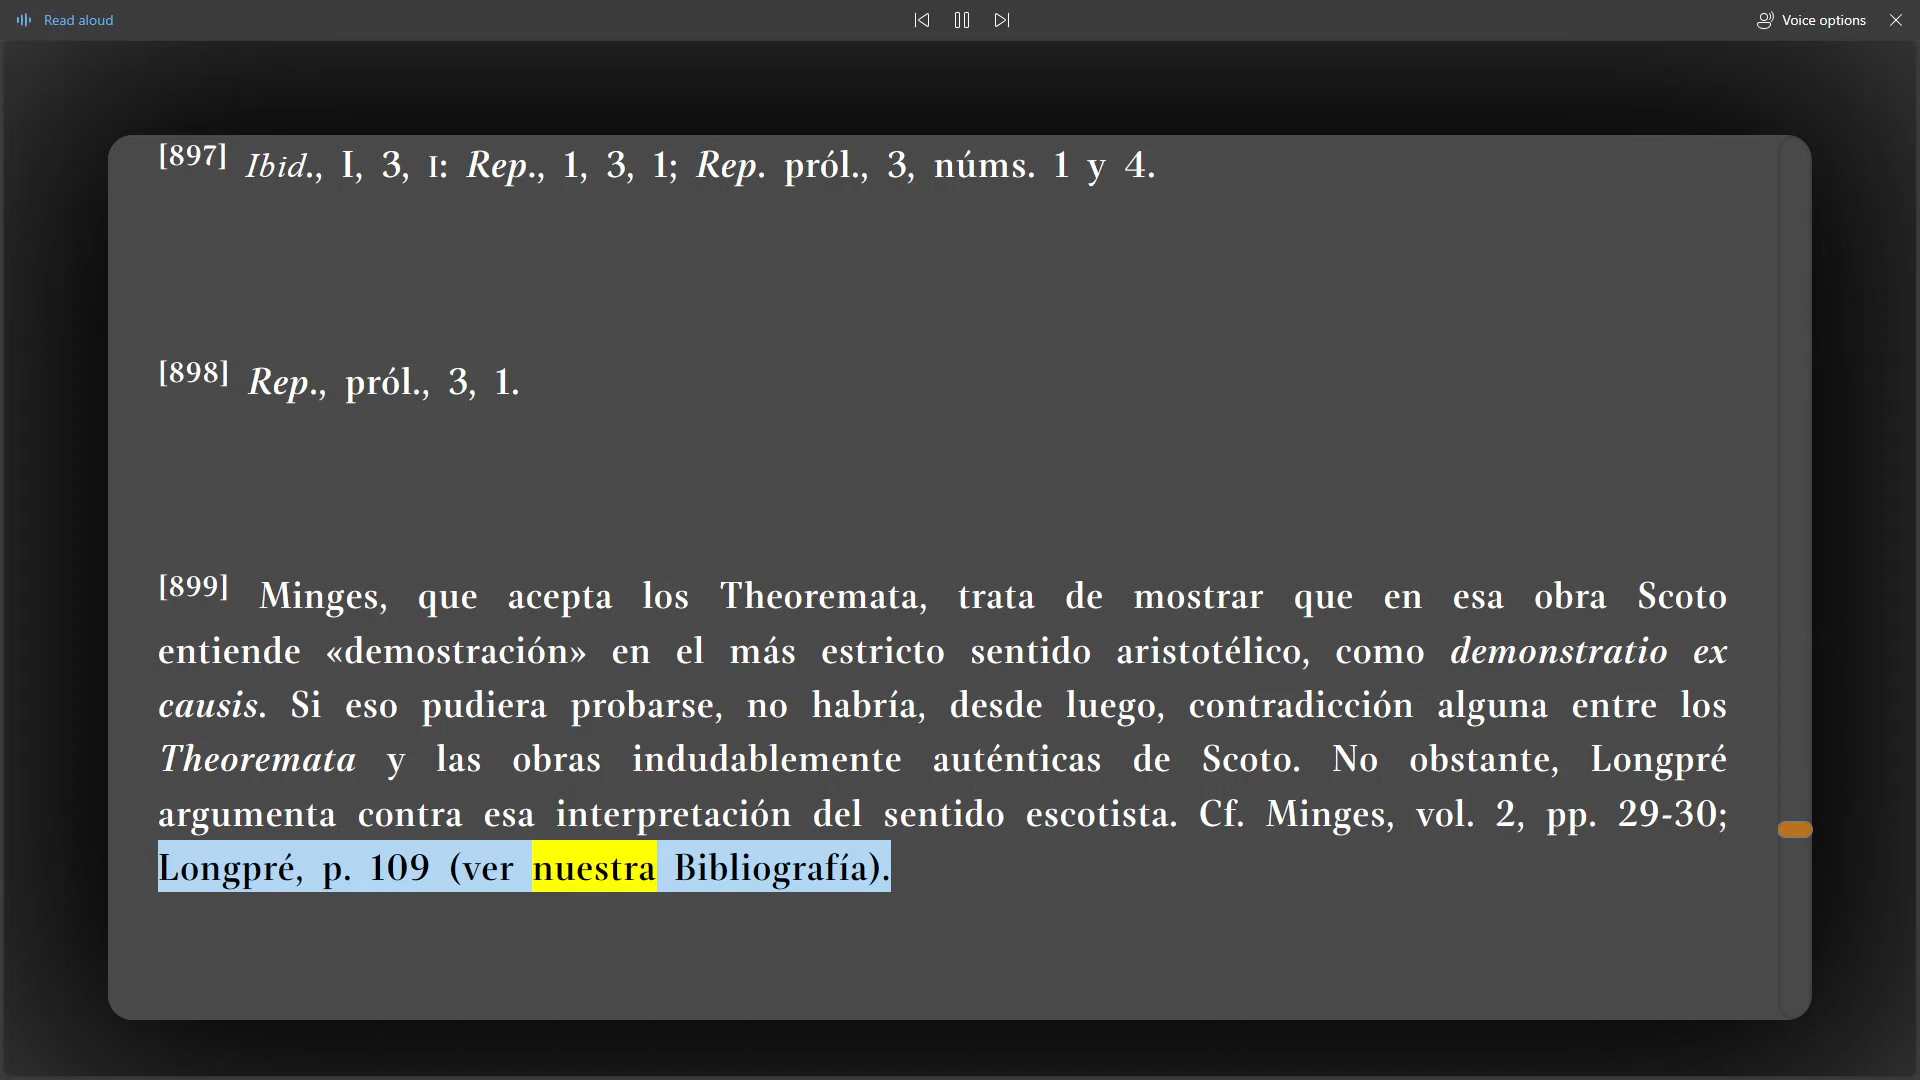 Read aloud
Voice options
[897] Ibid., I, 3, I: Rep., 1, 3, 1; Rep. pról., 3, núms. 1 y 4.
[898] Rep., pról., 3, 1.
[899] Minges, que acepta los Theoremata, trata de mostrar que en esa obra Scoto
entiende «demostración» en el más estricto sentido aristotélico, como demonstratio ex
causis. Si eso pudiera probarse, no habría, desde luego, contradicción alguna entre los
Theoremata y las obras indudablemente auténticas de Scoto. No obstante, Longpré
argumenta contra esa interpretación del sentido escotista. Cf. Minges, vol. 2, pp. 29-30;
Longpré, p. 109 (ver nuestra Bibliografía).